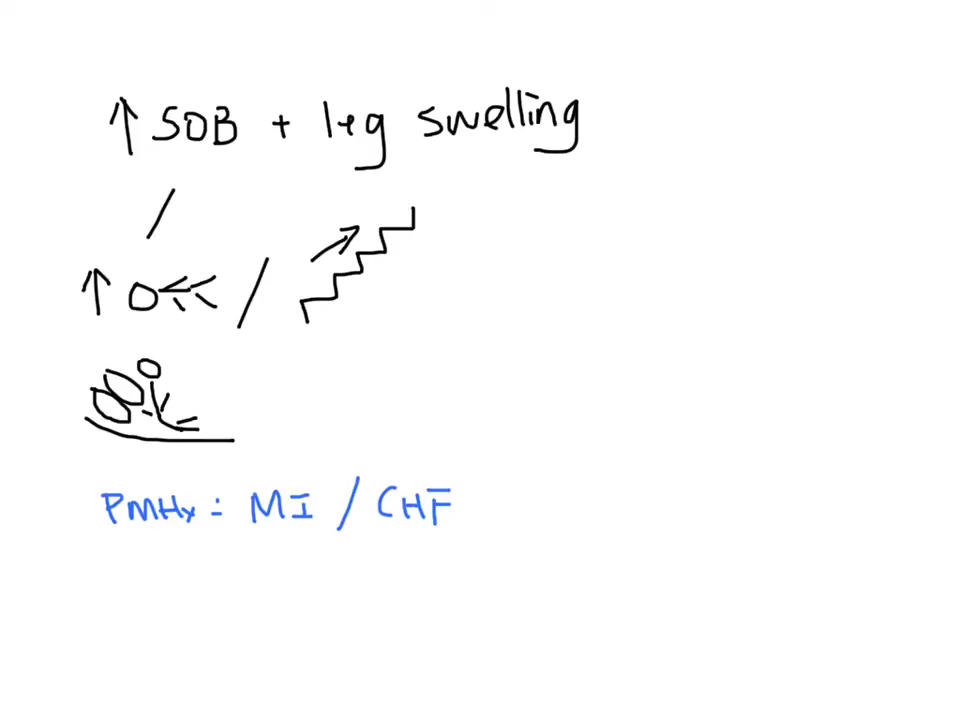 ↑ SOB + leg swelling
↑
PMHx: MI / CHF